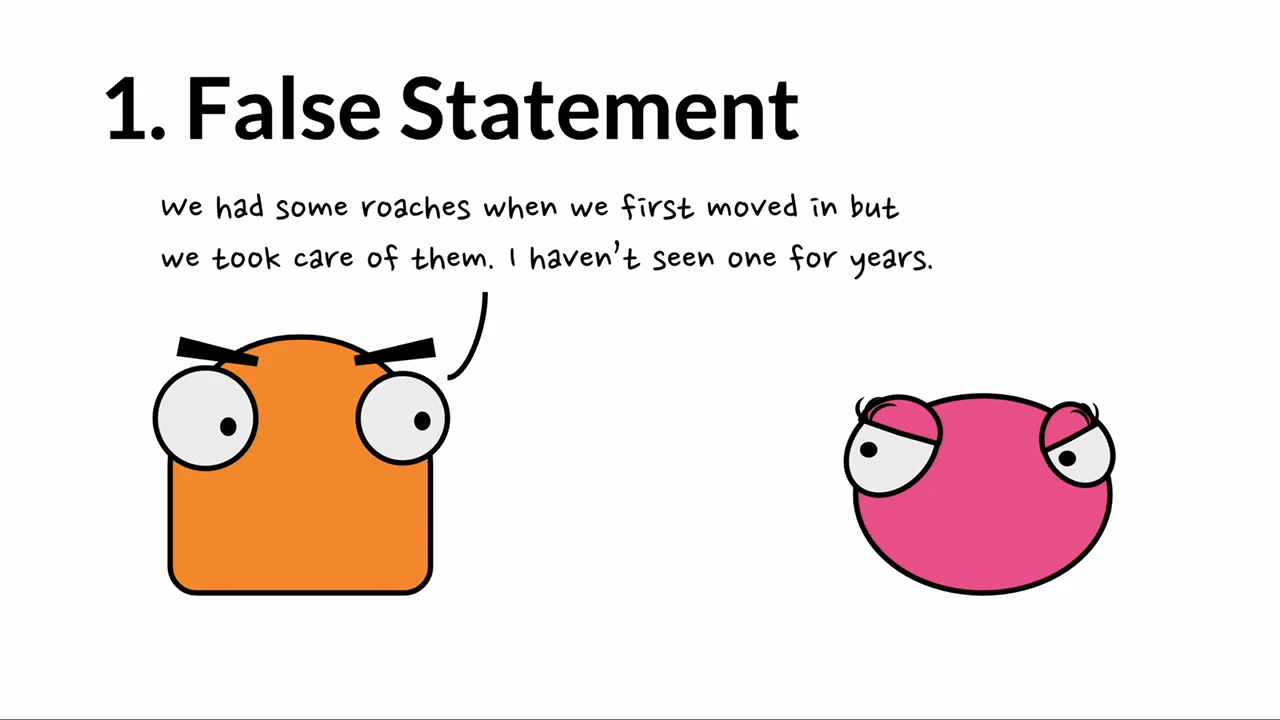 1. False Statement
We had some roaches when we first moved in but
we took care of them. I haven't seen one for years.